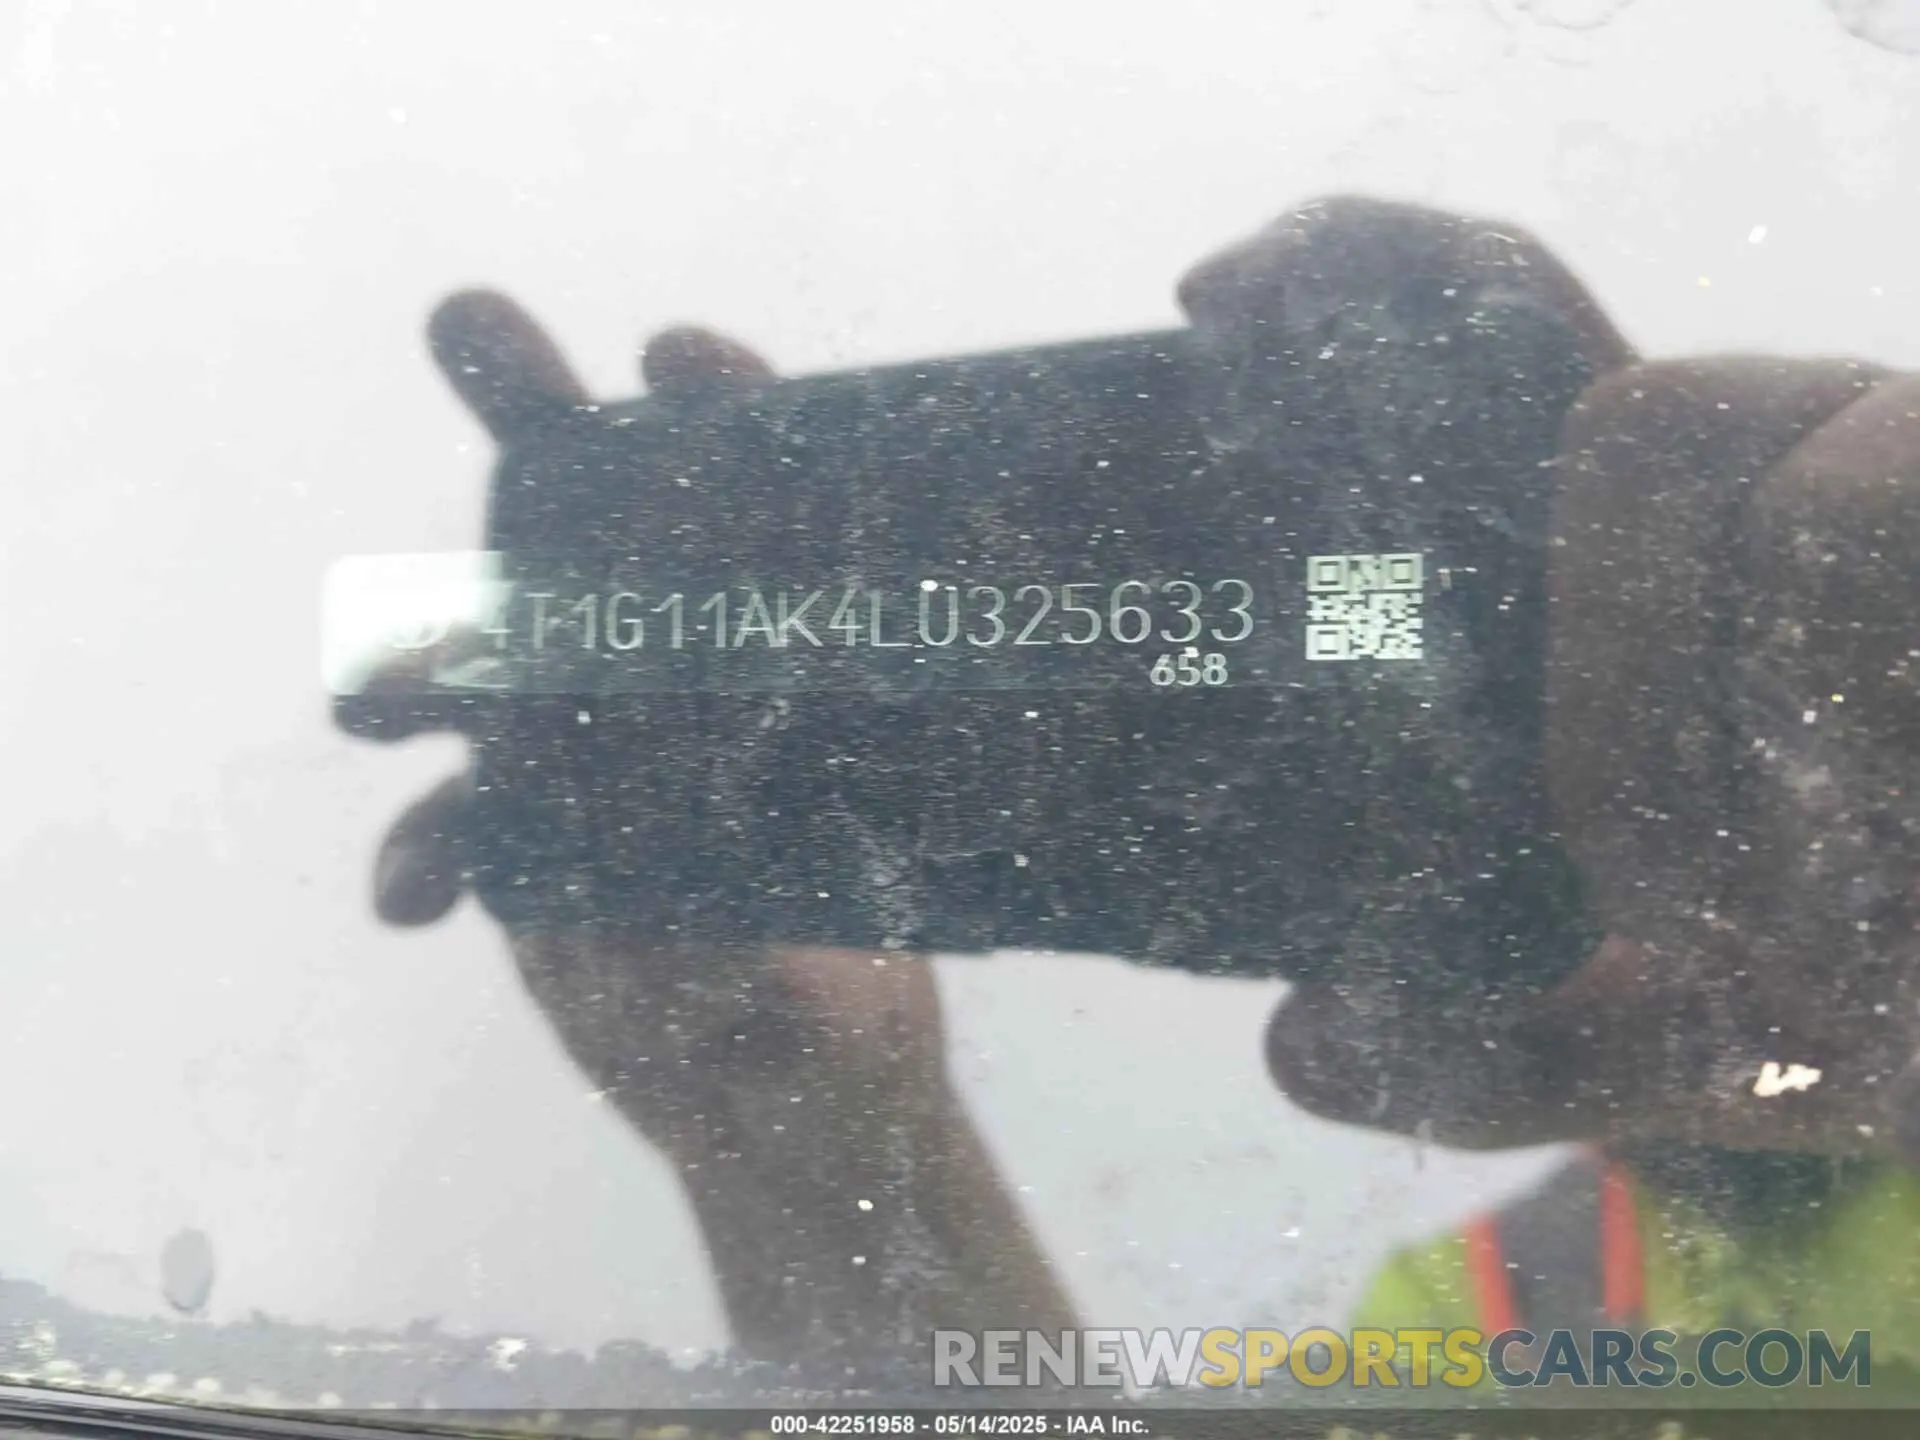 4T1G11AK4LU325633
658
RENEWSPORTSCARS.COM
000-42251958 - 05/14/2025 - IAA Inc.